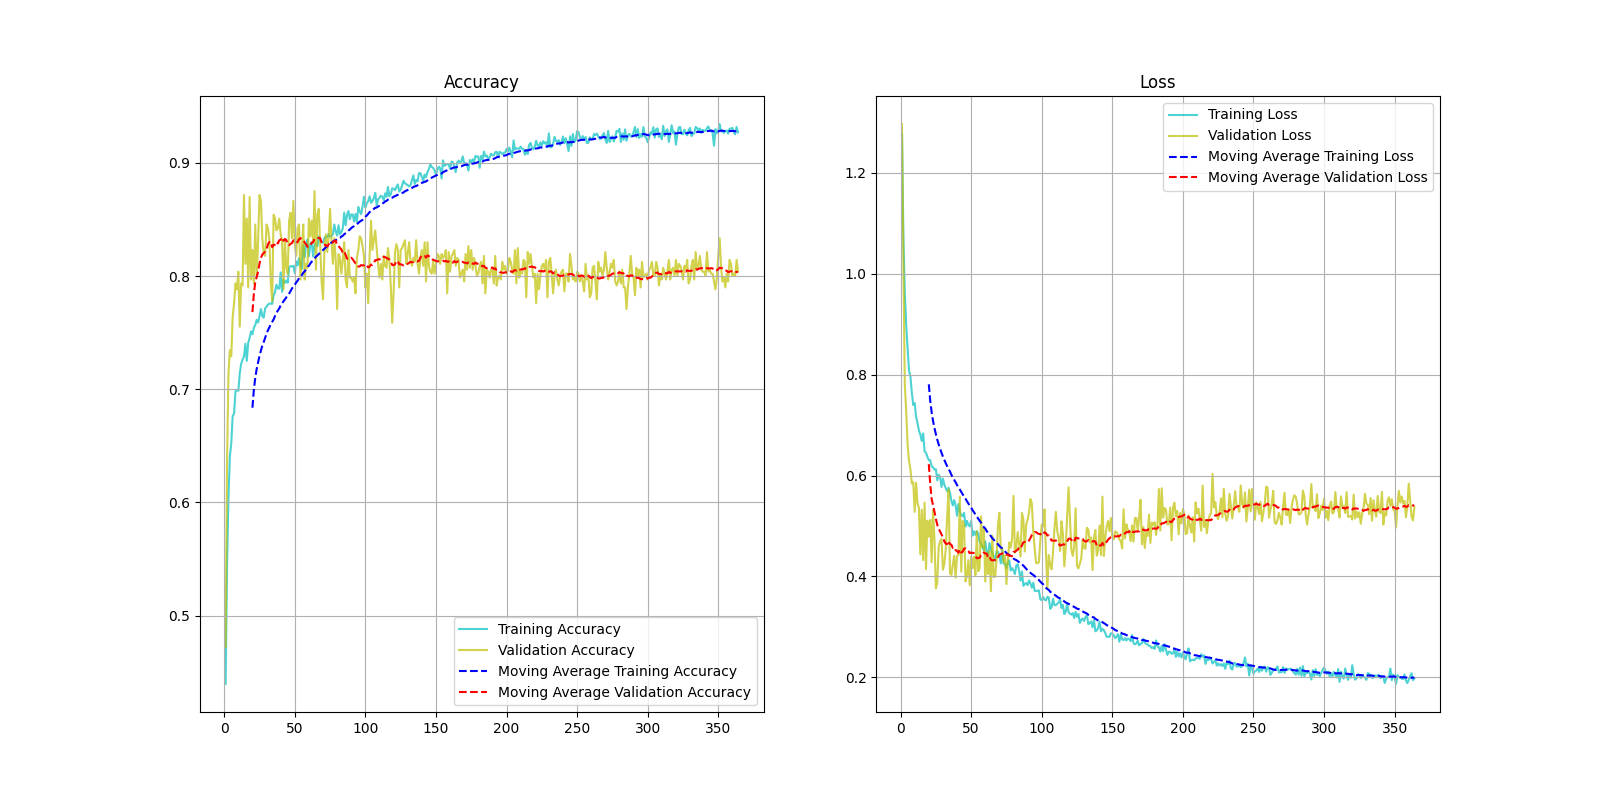 Accuracy
0.9
0.8
0.7
0.6
0.5
0 50 100 150 200 250 300 350
Training Accuracy
Validation Accuracy
Moving Average Training Accuracy
Moving Average Validation Accuracy
Loss
1.2
1.0
0.8
0.6
0.4
0.2
0 50 100 150 200 250 300 350
Training Loss
Validation Loss
Moving Average Training Loss
Moving Average Validation Loss